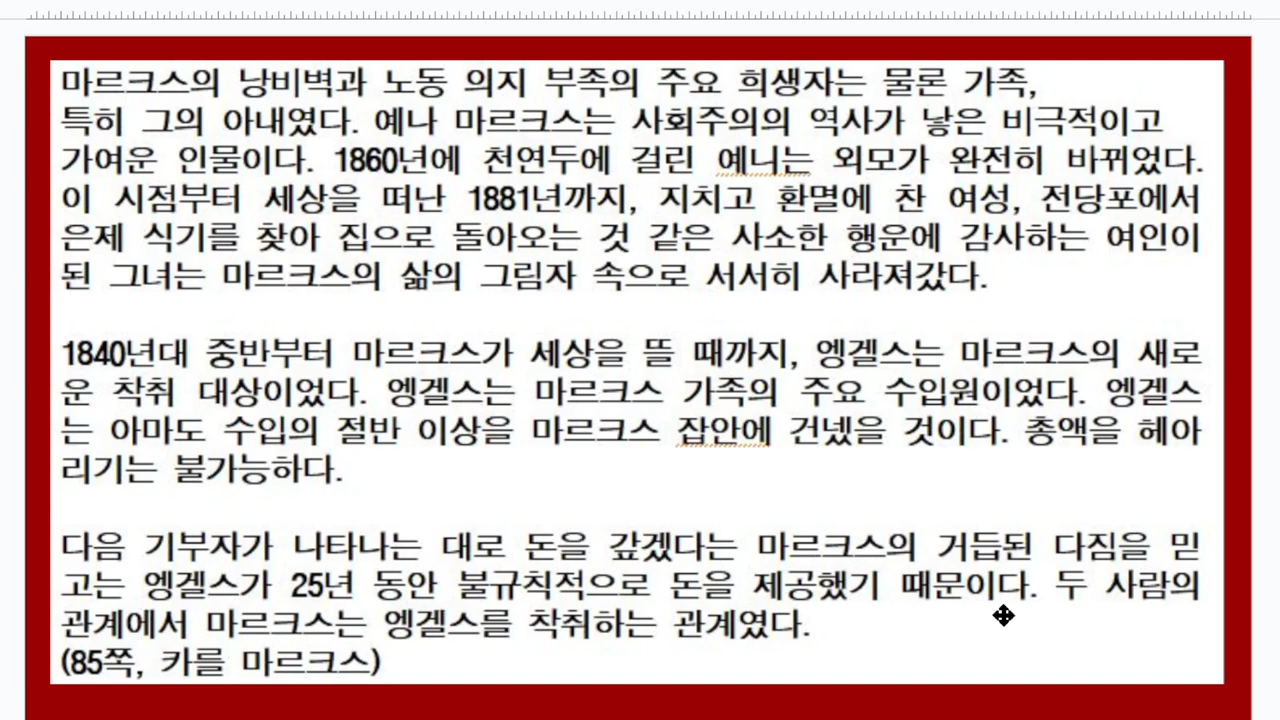 마르크스의 낭비벽과 노동 의지 부족의 주요 희생자는 물론 가족,
특히 그의 아내였다. 예나 마르크스는 사회주의의 역사가 낳은 비극적이고
가여운 인물이다. 1860년에 천연두에 걸린 예니는 외모가 완전히 바뀌었다.
이 시점부터 세상을 떠난 1881년까지, 지치고 환멸에 찬 여성, 전당포에서
은제 식기를 찾아 집으로 돌아오는 것 같은 사소한 행운에 감사하는 여인이
된 그녀는 마르크스의 삶의 그림자 속으로 서서히 사라져갔다.
1840년대 중반부터 마르크스가 세상을 뜰 때까지, 엥겔스는 마르크스의 새로
운 착취 대상이었다. 엥겔스는 마르크스 가족의 주요 수입원이었다. 엥겔스
는 아마도 수입의 절반 이상을 마르크스 잡안에 건넸을 것이다. 총액을 헤아
리기는 불가능하다.
다음 기부자가 나타나는 대로 돈을 갚겠다는 마르크스의 거듭된 다짐을 믿
고는 엥겔스가 25년 동안 불규칙적으로 돈을 제공했기 때문이다. 두 사람의
관계에서 마르크스는 엥겔스를 착취하는 관계였다.
(85쪽, 카를 마르크스)